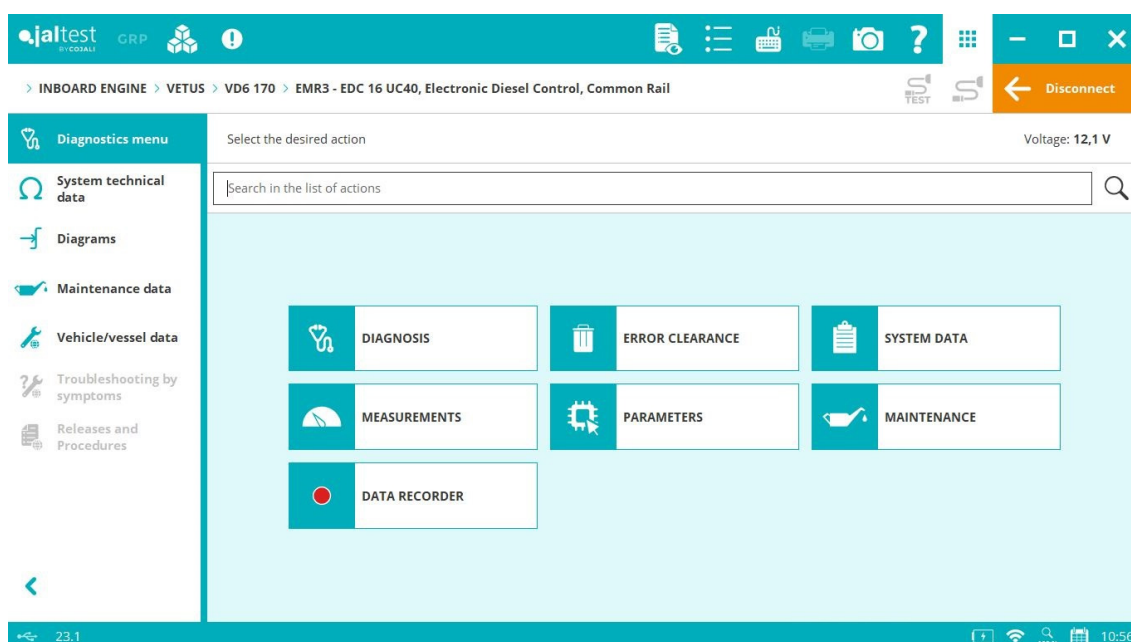 jaltest GRP
BY COJALI
> INBOARD ENGINE > VETUS > VD6 170 > EMR3 - EDC 16 UC40, Electronic Diesel Control, Common Rail
TEST
Disconnect
Diagnostics menu
Select the desired action
Voltage: 12,1 V
System technical
data
Search in the list of actions
Diagrams
Maintenance data
Vehicle/vessel data
Troubleshooting by
symptoms
Releases and
Procedures
DIAGNOSIS
ERROR CLEARANCE
SYSTEM DATA
MEASUREMENTS
PARAMETERS
MAINTENANCE
DATA RECORDER
23.1
10:56